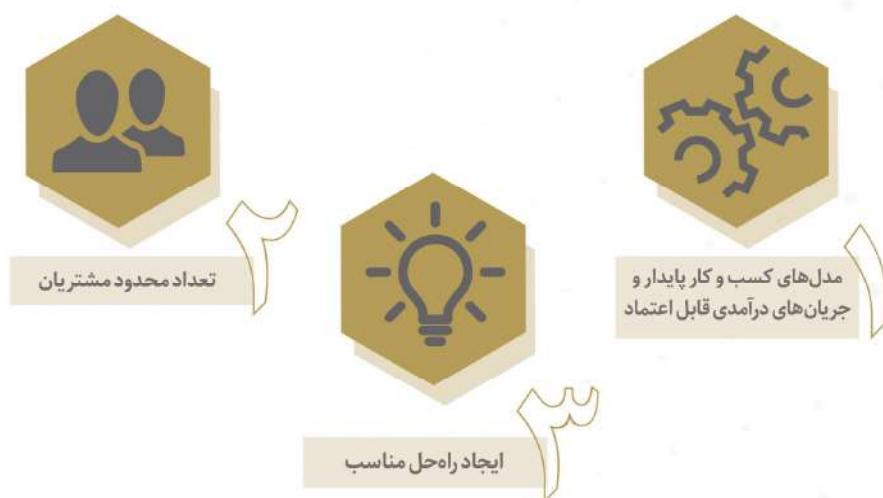 ۱
مدل‌های کسب و کار پایدار و
جریان‌های درآمدی قابل اعتماد
۲
تعداد محدود مشتریان
۳
ایجاد راه‌حل مناسب